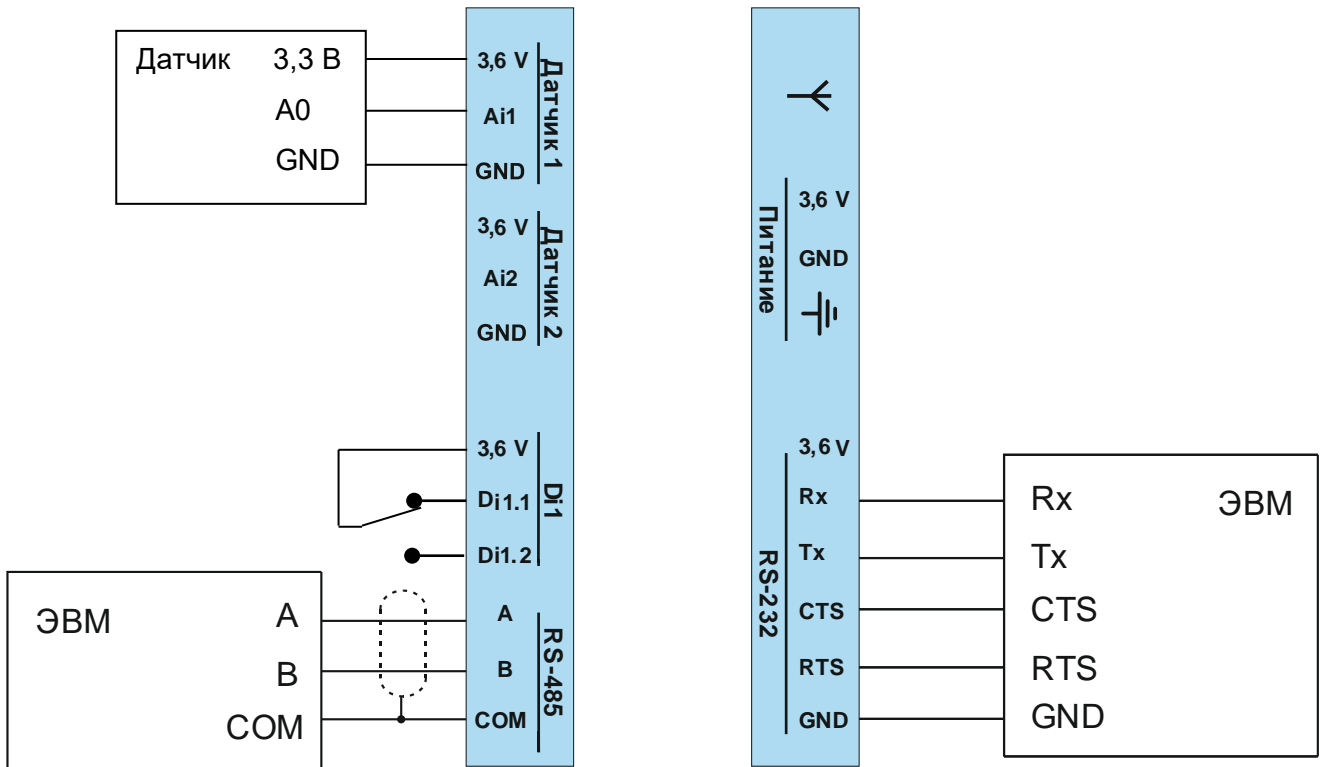 Датчик 3,3 В
A0
GND
3,6 V
Ai1
GND
Датчик 1
3,6 V
Ai2
GND
Датчик 2
3,6 V
Di1.1
Di1.2
Di1
ЭВМ
A
B
COM
A
B
COM
RS-485
3,6 V
GND
Питание
3,6 V
Rx
Tx
CTS
RTS
GND
RS-232
Rx
ЭВМ
Tx
CTS
RTS
GND